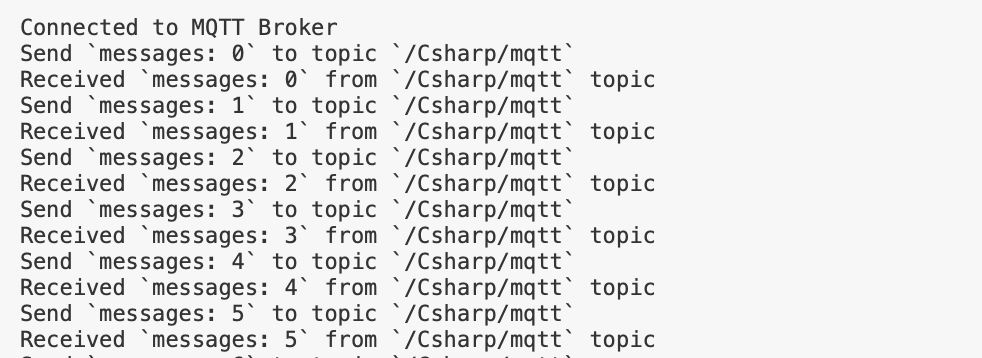 Connected to MQTT Broker
Send `messages: 0` to topic `/Csharp/mqtt`
Received `messages: 0` from `/Csharp/mqtt` topic
Send `messages: 1` to topic `/Csharp/mqtt`
Received `messages: 1` from `/Csharp/mqtt` topic
Send `messages: 2` to topic `/Csharp/mqtt`
Received `messages: 2` from `/Csharp/mqtt` topic
Send `messages: 3` to topic `/Csharp/mqtt`
Received `messages: 3` from `/Csharp/mqtt` topic
Send `messages: 4` to topic `/Csharp/mqtt`
Received `messages: 4` from `/Csharp/mqtt` topic
Send `messages: 5` to topic `/Csharp/mqtt`
Received `messages: 5` from `/Csharp/mqtt` topic